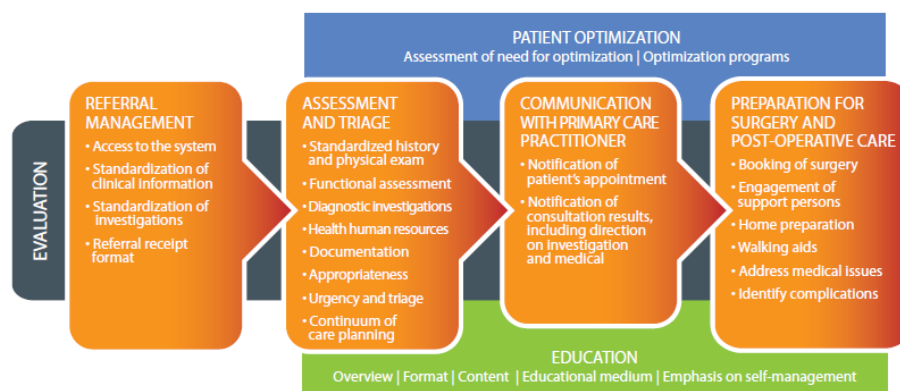 PATIENT OPTIMIZATION
Assessment of need for optimization | Optimization programs
EVALUATION
REFERRAL
MANAGEMENT
• Access to the system
• Standardization of
clinical information
• Standardization of
investigations
• Referral receipt
format
ASSESSMENT
AND TRIAGE
• Standardized history
and physical exam
• Functional assessment
• Diagnostic investigations
• Health human resources
• Documentation
• Appropriateness
• Urgency and triage
• Continuum of
care planning
COMMUNICATION
WITH PRIMARY CARE
PRACTITIONER
• Notification of
patient's appointment
• Notification of
consultation results,
including direction
on investigation
and medical
PREPARATION FOR
SURGERY AND
POST-OPERATIVE CARE
• Booking of surgery
• Engagement of
support persons
• Home preparation
• Walking aids
• Address medical issues
• Identify complications
EDUCATION
Overview | Format | Content | Educational medium | Emphasis on self-management